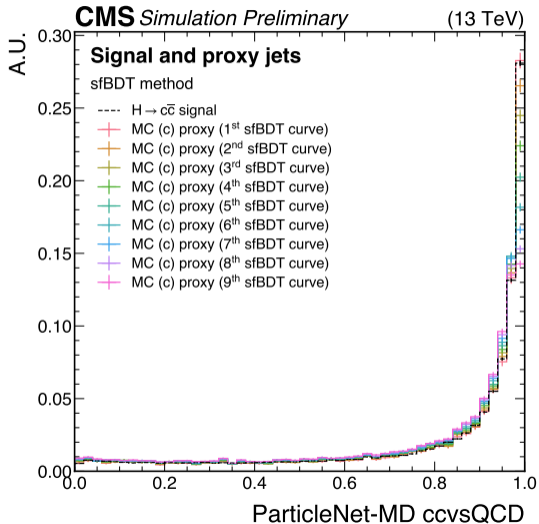 CMS Simulation Preliminary (13 TeV)
A.U.
Signal and proxy jets
sfBDT method
H → cc̅ signal
MC (c) proxy (1st sfBDT curve)
MC (c) proxy (2nd sfBDT curve)
MC (c) proxy (3rd sfBDT curve)
MC (c) proxy (4th sfBDT curve)
MC (c) proxy (5th sfBDT curve)
MC (c) proxy (6th sfBDT curve)
MC (c) proxy (7th sfBDT curve)
MC (c) proxy (8th sfBDT curve)
MC (c) proxy (9th sfBDT curve)
0.30
0.25
0.20
0.15
0.10
0.05
0.00
0.0 0.2 0.4 0.6 0.8 1.0
ParticleNet-MD ccvsQCD